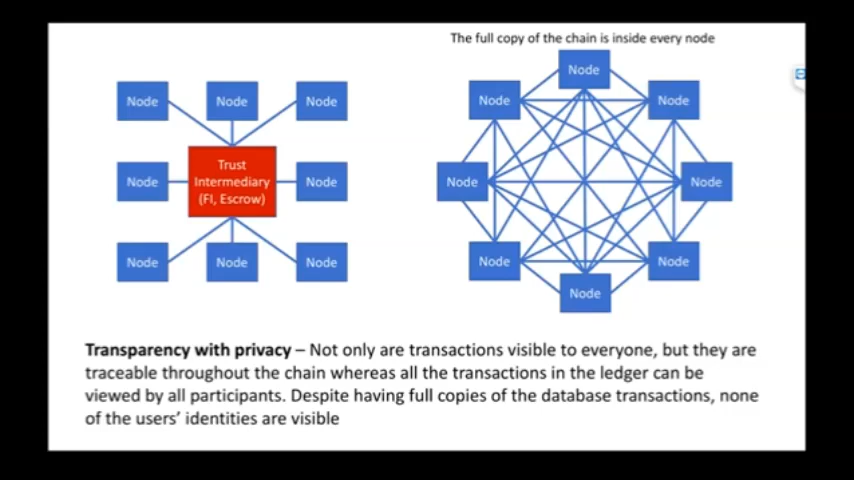 The full copy of the chain is inside every node
Node
Node
Node
Node
Trust
Intermediary
(FI, Escrow)
Node
Node
Node
Node
Node
Node
Node
Node
Node
Node
Node
Node
Transparency with privacy – Not only are transactions visible to everyone, but they are
traceable throughout the chain whereas all the transactions in the ledger can be
viewed by all participants. Despite having full copies of the database transactions, none
of the users’ identities are visible